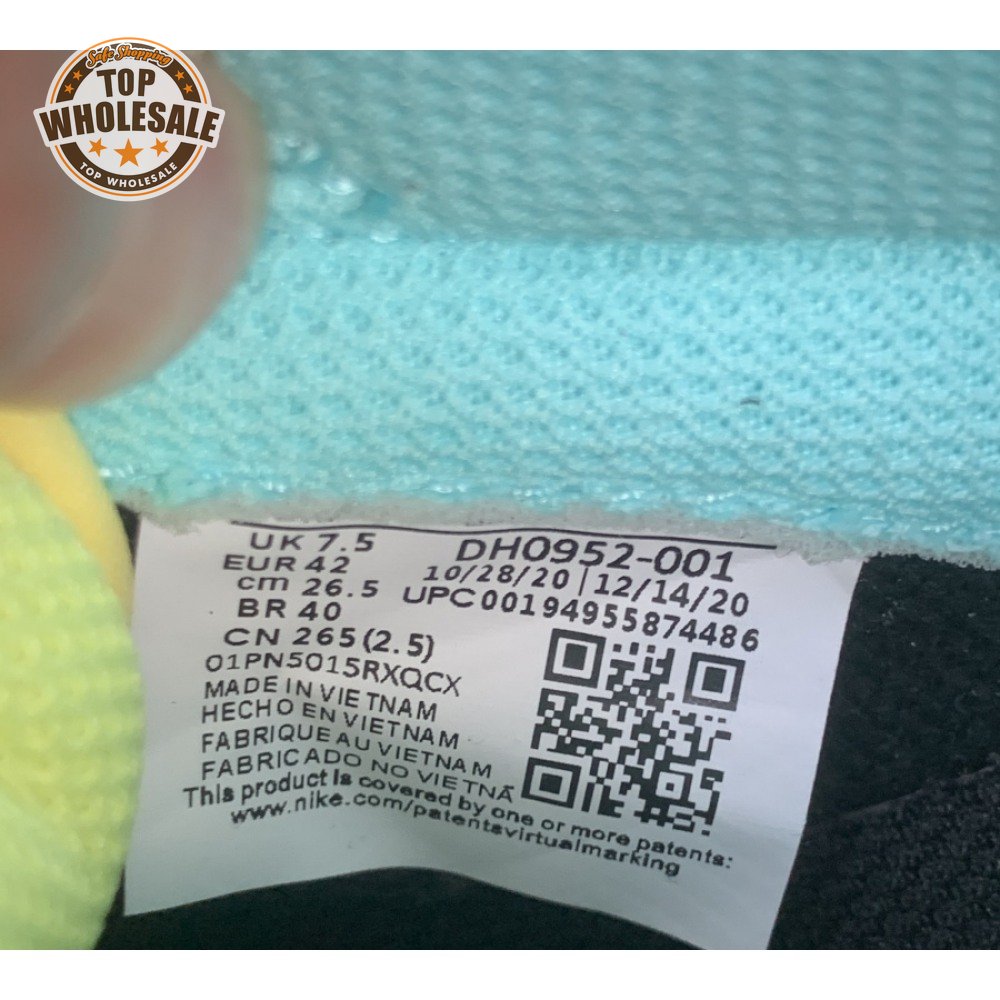 Safe Shopping
TOP
WHOLESALE
TOP WHOLESALE
UK 7.5
EUR 42
cm 26.5
BR 40
CN 265 (2.5)
DH0952-001
10/28/20 | 12/14/20
UPC00194955874486
01PN5015RXQCX
MADE IN VIETNAM
HECHO EN VIETNAM
FABRIQUE AU VIETNAM
FABRICADO NO VIETNÃ
This product is covered by one or more patents:
www.nike.com/patentsvirtualmarking